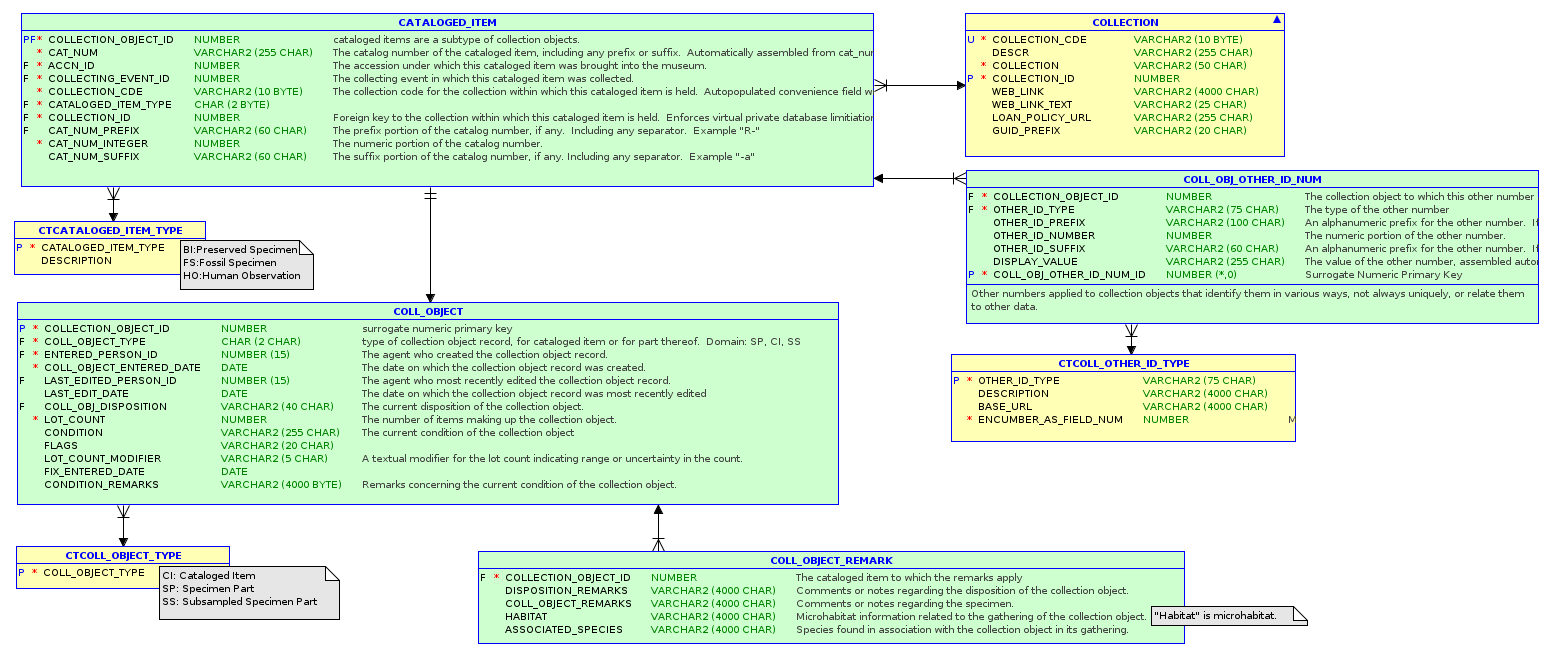 CATALOGED_ITEM
PF* COLLECTION_OBJECT_ID NUMBER cataloged items are a subtype of collection objects.
* CAT_NUM VARCHAR2 (255 CHAR) The catalog number of the cataloged item, including any prefix or suffix. Automatically assembled from cat_nur
F * ACCN_ID NUMBER The accession under which this cataloged item was brought into the museum.
F * COLLECTING_EVENT_ID NUMBER The collecting event in which this cataloged item was collected.
* COLLECTION_CDE VARCHAR2 (10 BYTE) The collection code for the collection within which this cataloged item is held. Autopopulated convenience field w
F * CATALOGED_ITEM_TYPE CHAR (2 BYTE)
F * COLLECTION_ID NUMBER Foreign key to the collection within which this cataloged item is held. Enforces virtual private database limitation
F CAT_NUM_PREFIX VARCHAR2 (60 CHAR) The prefix portion of the catalog number, if any. Including any separator. Example "R-"
* CAT_NUM_INTEGER NUMBER The numeric portion of the catalog number.
CAT_NUM_SUFFIX VARCHAR2 (60 CHAR) The suffix portion of the catalog number, if any. Including any separator. Example "-a"
COLLECTION
U * COLLECTION_CDE VARCHAR2 (10 BYTE)
DESCR VARCHAR2 (255 CHAR)
* COLLECTION VARCHAR2 (50 CHAR)
P * COLLECTION_ID NUMBER
WEB_LINK VARCHAR2 (4000 CHAR)
WEB_LINK_TEXT VARCHAR2 (25 CHAR)
LOAN_POLICY_URL VARCHAR2 (255 CHAR)
GUID_PREFIX VARCHAR2 (20 CHAR)
COLL_OBJ_OTHER_ID_NUM
F * COLLECTION_OBJECT_ID NUMBER The collection object to which this other number
F * OTHER_ID_TYPE VARCHAR2 (75 CHAR) The type of the other number
OTHER_ID_PREFIX VARCHAR2 (100 CHAR) An alphanumeric prefix for the other number. If
OTHER_ID_NUMBER NUMBER The numeric portion of the other number.
OTHER_ID_SUFFIX VARCHAR2 (60 CHAR) An alphanumeric prefix for the other number. If
DISPLAY_VALUE VARCHAR2 (255 CHAR) The value of the other number, assembled autor
P * COLL_OBJ_OTHER_ID_NUM_ID NUMBER (*,0) Surrogate Numeric Primary Key
Other numbers applied to collection objects that identify them in various ways, not always uniquely, or relate them
to other data.
CTCATALOGED_ITEM_TYPE
P * CATALOGED_ITEM_TYPE
DESCRIPTION
BI:Preserved Specimen
FS:Fossil Specimen
HO:Human Observation
COLL_OBJECT
P * COLLECTION_OBJECT_ID NUMBER surrogate numeric primary key
F * COLL_OBJECT_TYPE CHAR (2 CHAR) type of collection object record, for cataloged item or for part thereof. Domain: SP, CI, SS
F * ENTERED_PERSON_ID NUMBER (15) The agent who created the collection object record.
* COLL_OBJECT_ENTERED_DATE DATE The date on which the collection object record was created.
F LAST_EDITED_PERSON_ID NUMBER (15) The agent who most recently edited the collection object record.
LAST_EDIT_DATE DATE The date on which the collection object record was most recently edited
F COLL_OBJ_DISPOSITION VARCHAR2 (40 CHAR) The current disposition of the collection object.
* LOT_COUNT NUMBER The number of items making up the collection object.
CONDITION VARCHAR2 (255 CHAR) The current condition of the collection object
FLAGS VARCHAR2 (20 CHAR)
LOT_COUNT_MODIFIER VARCHAR2 (5 CHAR) A textual modifier for the lot count indicating range or uncertainty in the count.
FIX_ENTERED_DATE DATE
CONDITION_REMARKS VARCHAR2 (4000 BYTE) Remarks concerning the current condition of the collection object.
CTCOLL_OTHER_ID_TYPE
P * OTHER_ID_TYPE VARCHAR2 (75 CHAR)
DESCRIPTION VARCHAR2 (4000 CHAR)
BASE_URL VARCHAR2 (4000 CHAR)
* ENCUMBER_AS_FIELD_NUM NUMBER M
CTCOLL_OBJECT_TYPE
P * COLL_OBJECT_TYPE
CI: Cataloged Item
SP: Specimen Part
SS: Subsampled Specimen Part
COLL_OBJECT_REMARK
F * COLLECTION_OBJECT_ID NUMBER The cataloged item to which the remarks apply
DISPOSITION_REMARKS VARCHAR2 (4000 CHAR) Comments or notes regarding the disposition of the collection object.
COLL_OBJECT_REMARKS VARCHAR2 (4000 CHAR) Comments or notes regarding the specimen.
HABITAT VARCHAR2 (4000 CHAR) Microhabitat information related to the gathering of the collection object.
ASSOCIATED_SPECIES VARCHAR2 (4000 CHAR) Species found in association with the collection object in its gathering.
"Habitat" is microhabitat.